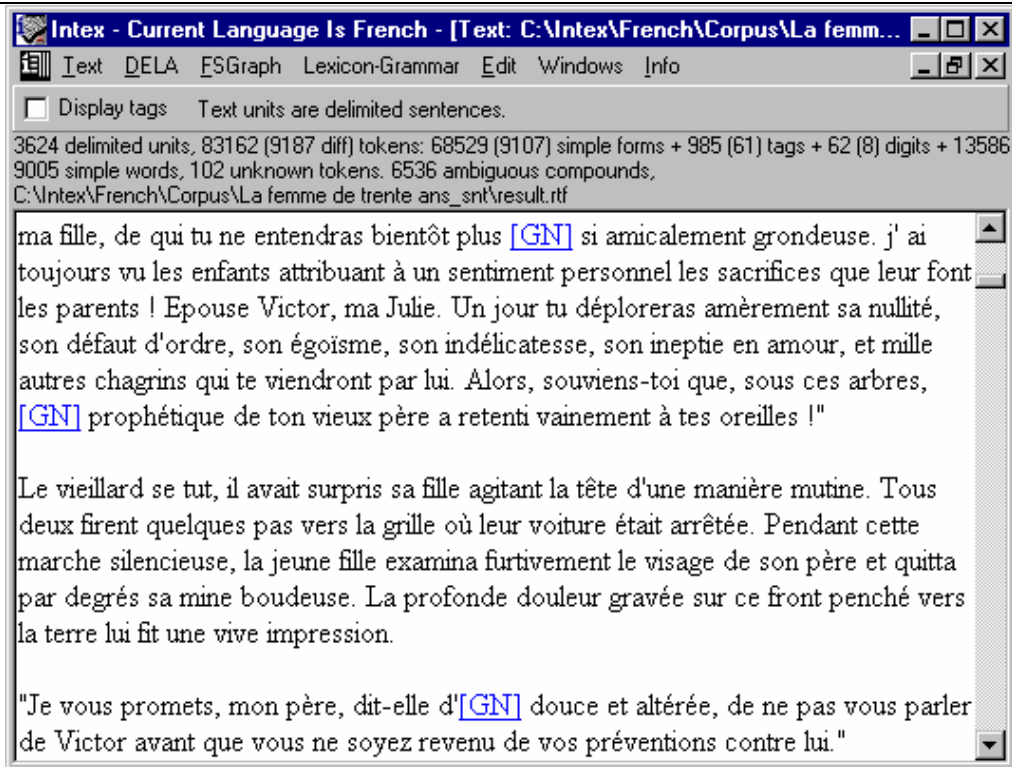 Intex - Current Language Is French - [Text: C:\Intex\French\Corpus\La femm...
Text DELA FSGraph Lexicon-Grammar Edit Windows Info
Display tags Text units are delimited sentences.
3624 delimited units, 83162 (9187 diff) tokens: 68529 (9107) simple forms + 985 (61) tags + 62 (8) digits + 13586
9005 simple words, 102 unknown tokens. 6536 ambiguous compounds,
C:\Intex\French\Corpus\La femme de trente ans_snt\result.rtf
ma fille, de qui tu ne entendras bientôt plus [GN] si amicalement grondeuse. j' ai
toujours vu les enfants attribuant à un sentiment personnel les sacrifices que leur font
les parents ! Epouse Victor, ma Julie. Un jour tu déploreras amèrement sa nullité,
son défaut d'ordre, son égoïsme, son indélicatesse, son ineptie en amour, et mille
autres chagrins qui te viendront par lui. Alors, souviens-toi que, sous ces arbres,
[GN] prophétique de ton vieux père a retenti vainement à tes oreilles !"
Le vieillard se tut, il avait surpris sa fille agitant la tête d'une manière mutine. Tous
deux firent quelques pas vers la grille où leur voiture était arrêtée. Pendant cette
marche silencieuse, la jeune fille examina furtivement le visage de son père et quitta
par degrés sa mine boudeuse. La profonde douleur gravée sur ce front penché vers
la terre lui fit une vive impression.
"Je vous promets, mon père, dit-elle d'[GN] douce et altérée, de ne pas vous parler
de Victor avant que vous ne soyez revenu de vos préventions contre lui."